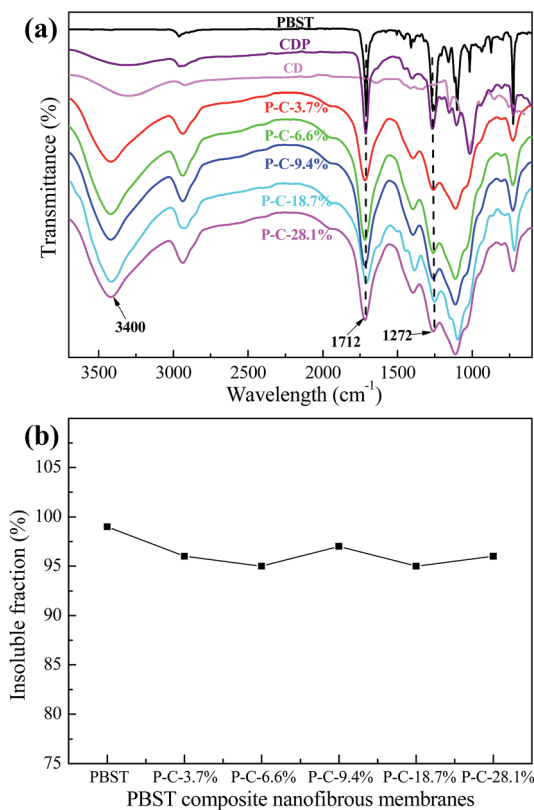 (a)
PBST
CDP
CD
P-C-3.7%
P-C-6.6%
P-C-9.4%
P-C-18.7%
P-C-28.1%
3400
1712
1272
Transmittance (%)
3500 3000 2500 2000 1500 1000
Wavelength (cm⁻¹)
(b)
Insoluble fraction (%)
105
100
95
90
85
80
75
PBST P-C-3.7% P-C-6.6% P-C-9.4% P-C-18.7% P-C-28.1%
PBST composite nanofibrous membranes